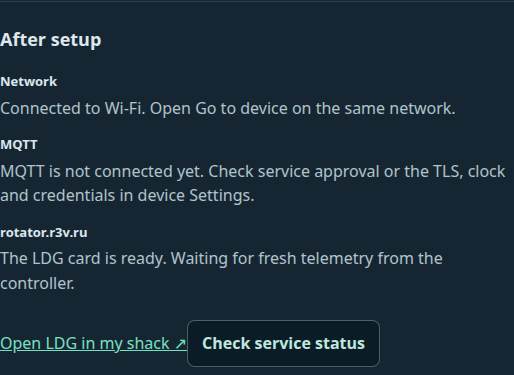 After setup
Network
Connected to Wi-Fi. Open Go to device on the same network.
MQTT
MQTT is not connected yet. Check service approval or the TLS, clock
and credentials in device Settings.
rotator.r3v.ru
The LDG card is ready. Waiting for fresh telemetry from the
controller.
Open LDG in my shack ↗ Check service status